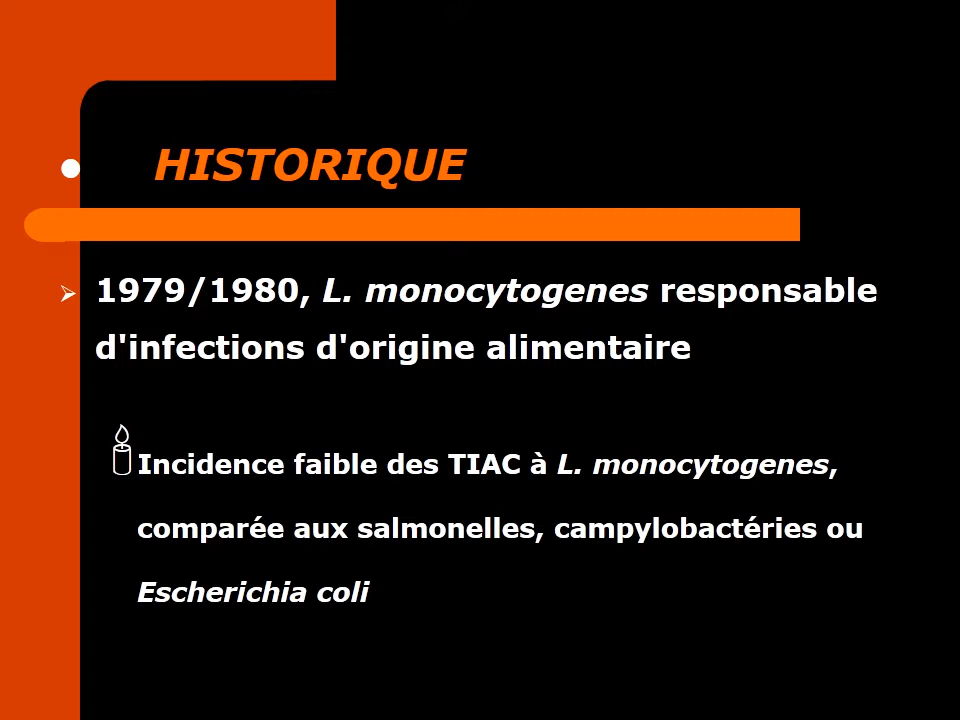 HISTORIQUE
1979/1980, L. monocytogenes responsable
d'infections d'origine alimentaire
Incidence faible des TIAC à L. monocytogenes,
comparée aux salmonelles, campylobactéries ou
Escherichia coli